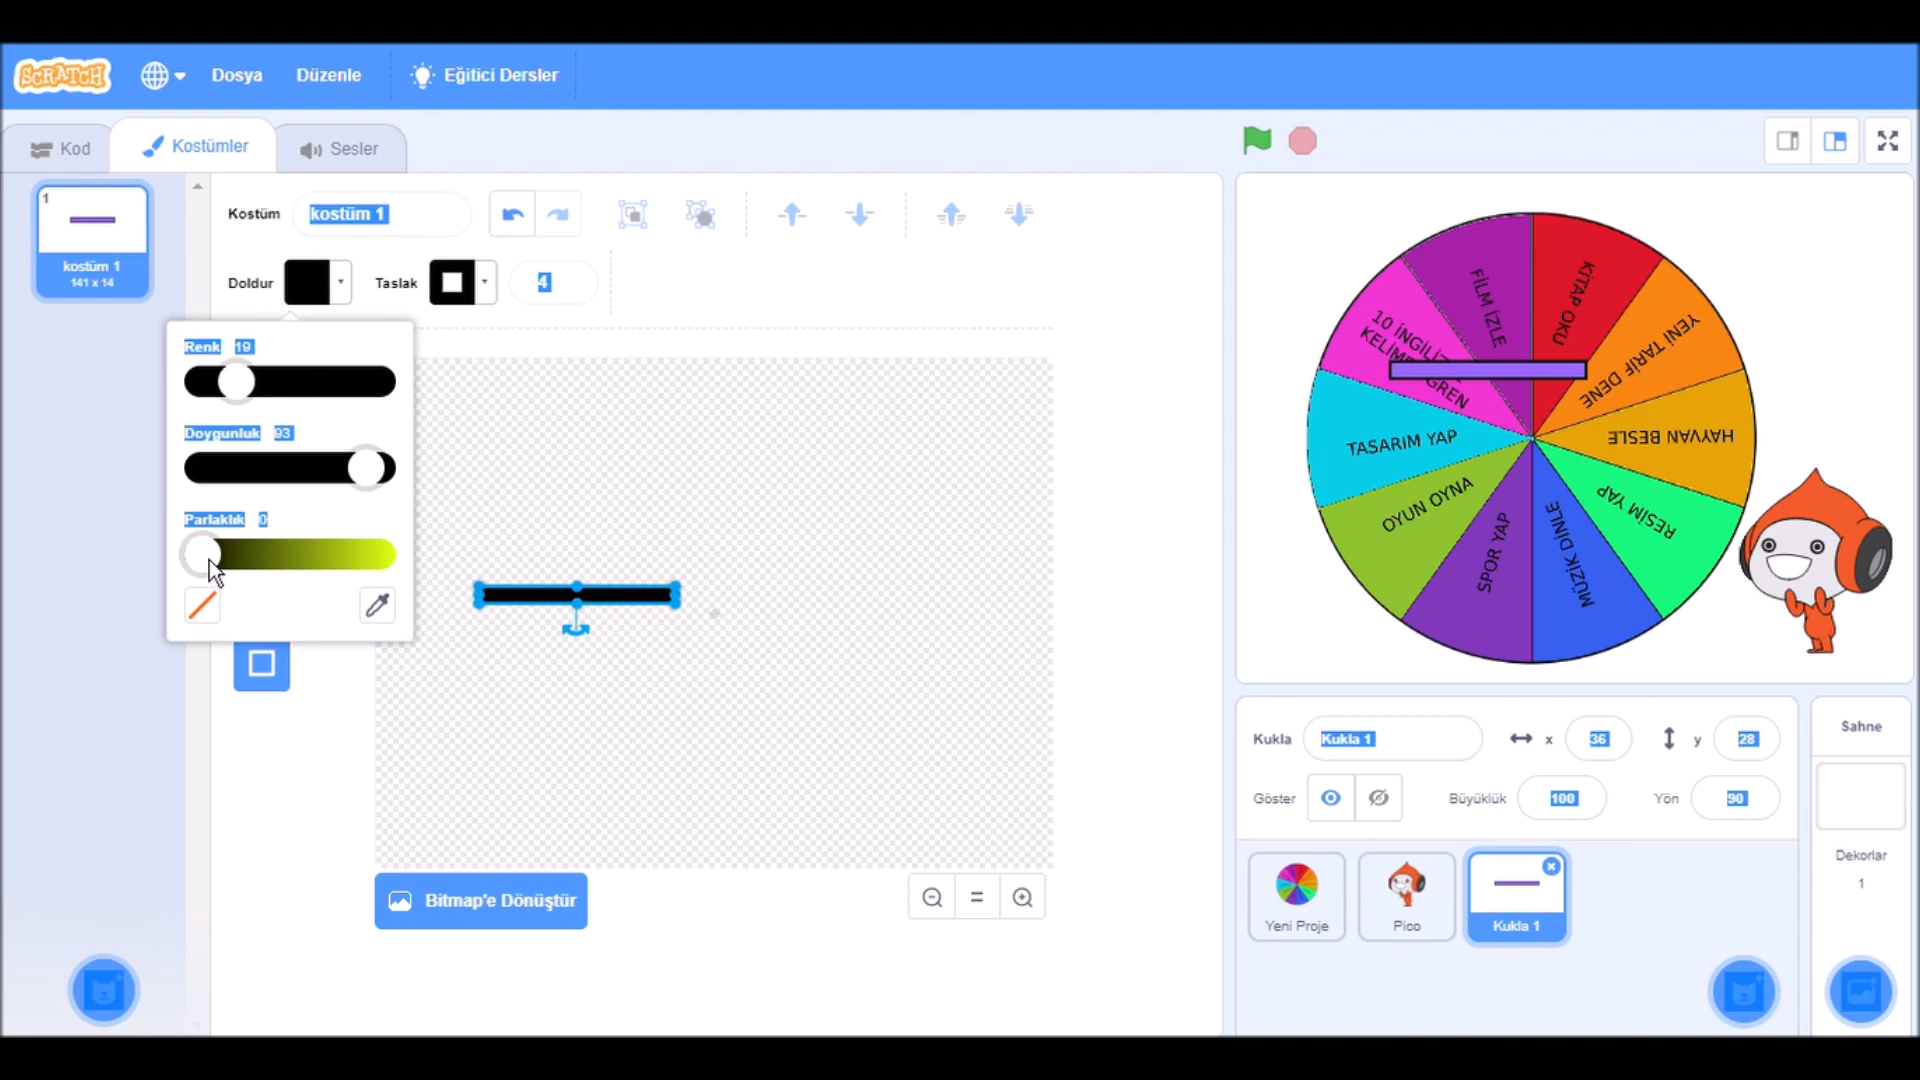 SCRATCH
Dosya
Düzenle
Eğitici Dersler
Kod
Kostümler
Sesler
1
kostüm 1
141 x 14
Kostüm
kostüm 1
Doldur
Taslak
4
Renk 19
Doygunluk 93
Parlaklık 0
Bitmap'e Dönüştür
FİLM İZLE
KİTAP OKU
YENİ TARİF DENE
HAYVAN BESLE
RESİM YAP
MÜZİK DİNLE
SPOR YAP
OYUN OYNA
TASARIM YAP
10
Kukla
Kukla 1
x
36
y
28
Göster
Büyüklük
100
Yön
90
Yeni Proje
Pico
Kukla 1
Sahne
Dekorlar
1